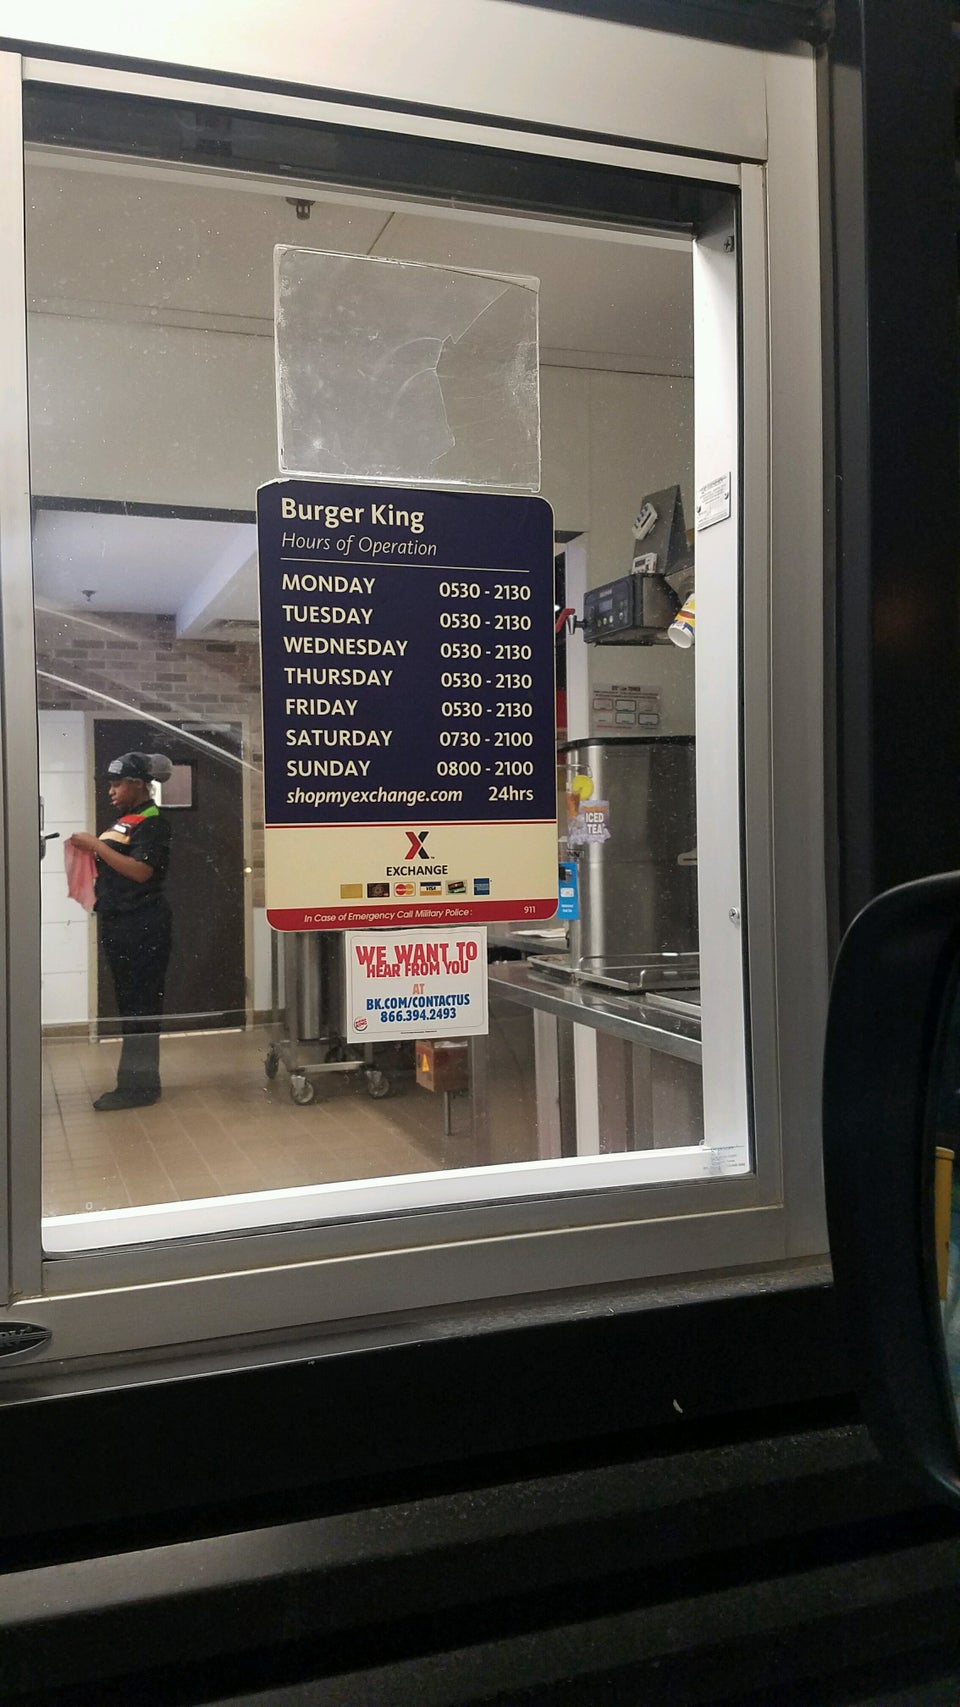 Burger King
Hours of Operation
MONDAY 0530 - 2130
TUESDAY 0530 - 2130
WEDNESDAY 0530 - 2130
THURSDAY 0530 - 2130
FRIDAY 0530 - 2130
SATURDAY 0730 - 2100
SUNDAY 0800 - 2100
shopmyexchange.com 24hrs
X
EXCHANGE
VISA
In Case of Emergency Call Military Police: 911
WE WANT TO
HEAR FROM YOU
AT
BK.COM/CONTACTUS
866.394.2493
ICED
TEA